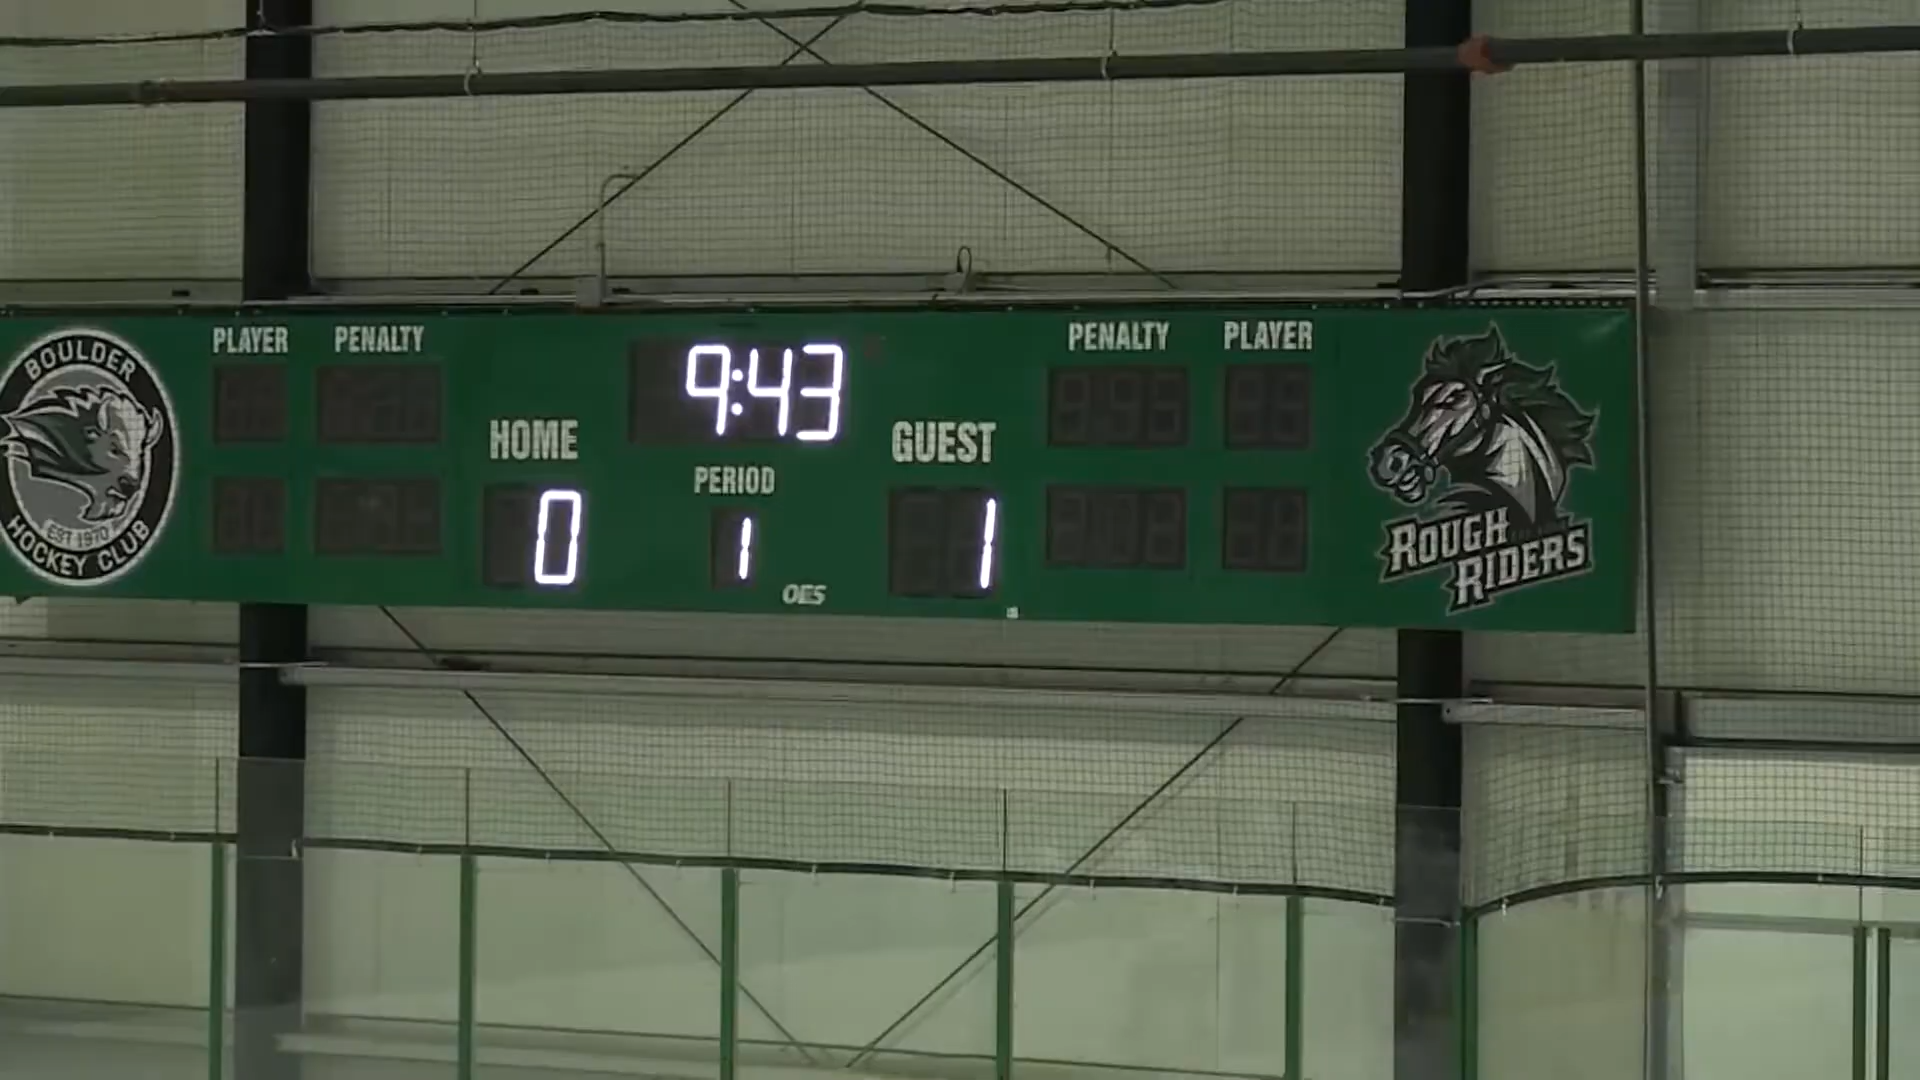 BOULDER
EST 1970
HOCKEY CLUB
PLAYER
PENALTY
HOME
0
9:43
PERIOD
1
OES
GUEST
1
PENALTY
PLAYER
ROUGH
RIDERS